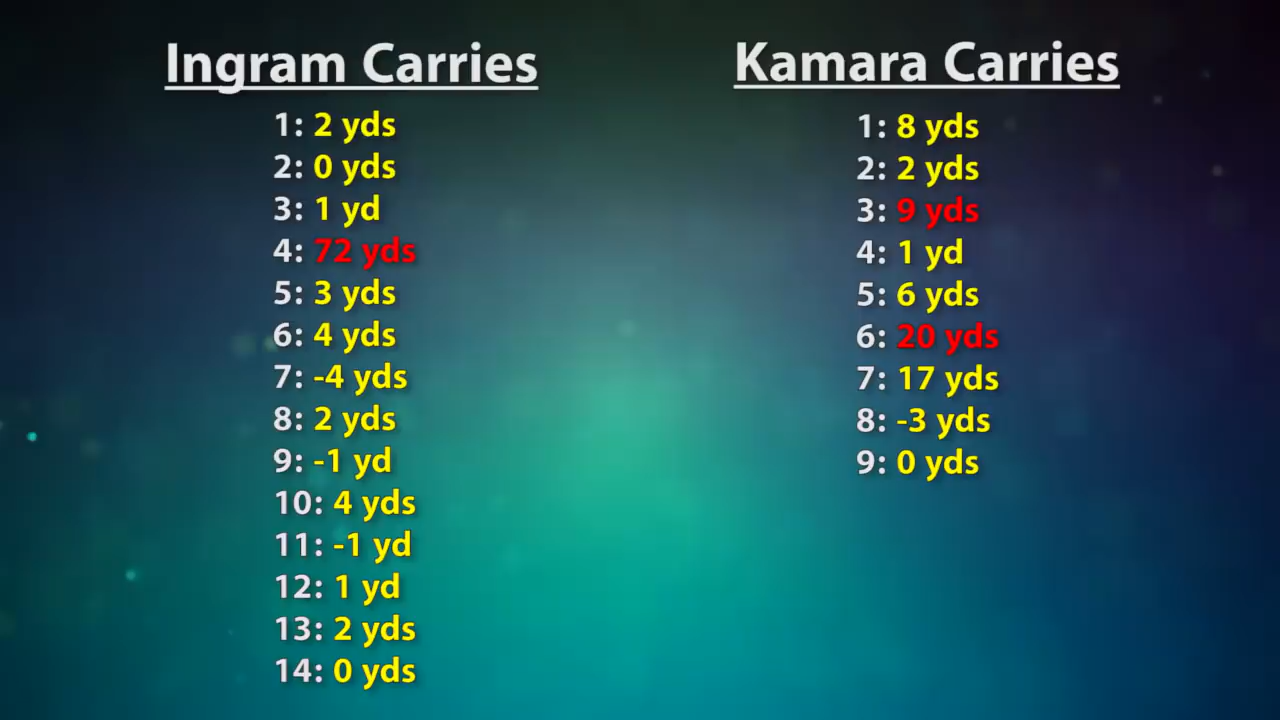 Ingram Carries
1: 2 yds
2: 0 yds
3: 1 yd
4: 72 yds
5: 3 yds
6: 4 yds
7: -4 yds
8: 2 yds
9: -1 yd
10: 4 yds
11: -1 yd
12: 1 yd
13: 2 yds
14: 0 yds
Kamara Carries
1: 8 yds
2: 2 yds
3: 9 yds
4: 1 yd
5: 6 yds
6: 20 yds
7: 17 yds
8: -3 yds
9: 0 yds